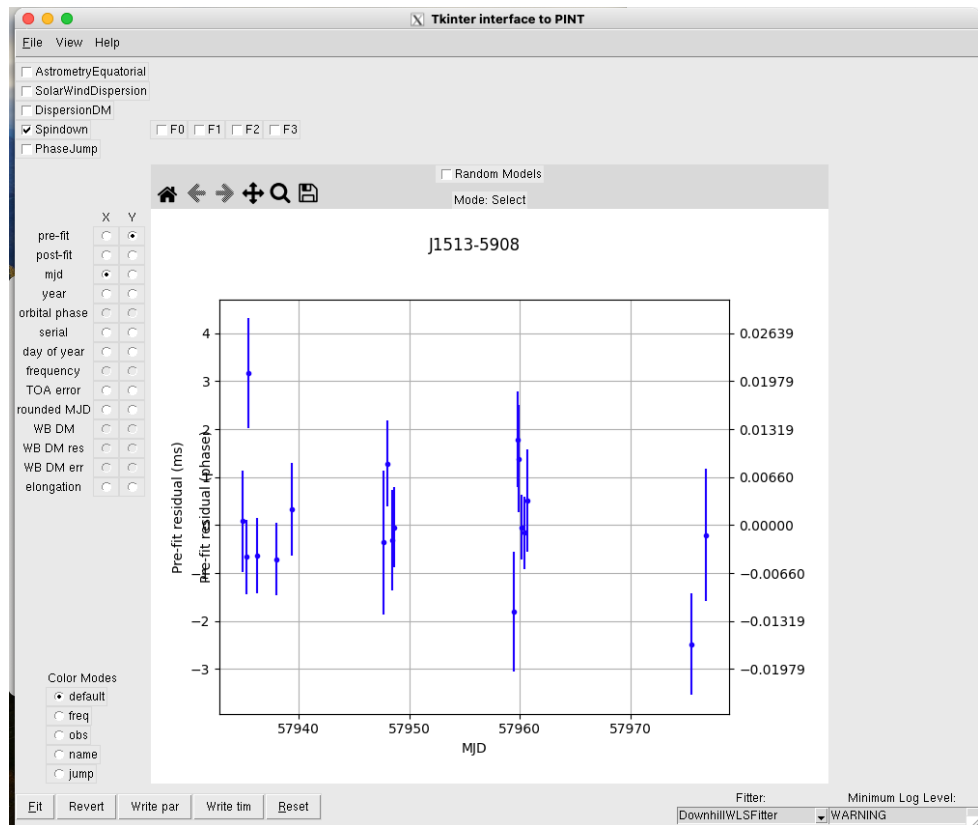 Tkinter interface to PINT
File View Help
AstrometryEquatorial
SolarWindDispersion
DispersionDM
Spindown F0 F1 F2 F3
PhaseJump
Random Models
Mode: Select
X Y
pre-fit
post-fit
mjd
year
orbital phase
serial
day of year
frequency
TOA error
rounded MJD
WB DM
WB DM res
WB DM err
elongation
J1513-5908
Pre-fit residual (ms)
Pre-fit residual (phase)
4 0.02639
3 0.01979
2 0.01319
1 0.00660
0 0.00000
−1 −0.00660
−2 −0.01319
−3 −0.01979
57940 57950 57960 57970
MJD
Color Modes
default
freq
obs
name
jump
Fit Revert Write par Write tim Reset
Fitter: Minimum Log Level:
DownhillWLSFitter WARNING